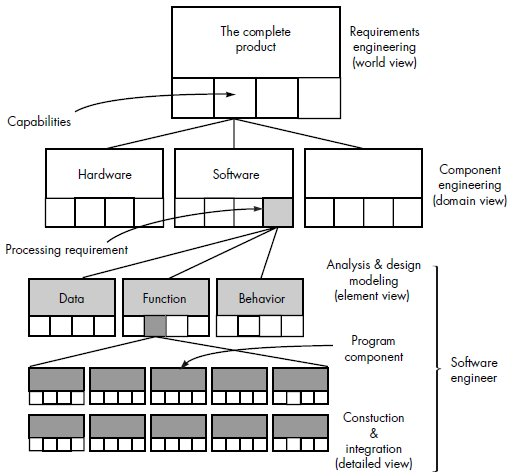 The complete
product
Requirements
engineering
(world view)
Capabilities
Hardware
Software
Component
engineering
(domain view)
Processing requirement
Analysis & design
modeling
(element view)
Data
Function
Behavior
Program
component
Software
engineer
Constuction
&
integration
(detailed view)